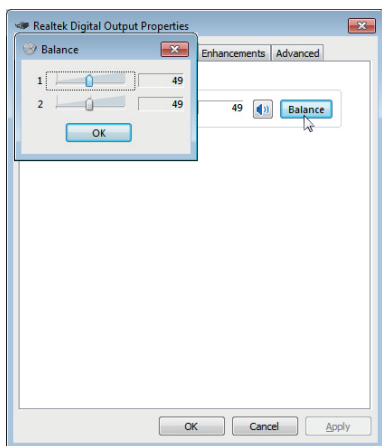 Realtek Digital Output Properties
Balance
Enhancements Advanced
1 49
2 49
49 Balance
OK
OK Cancel Apply